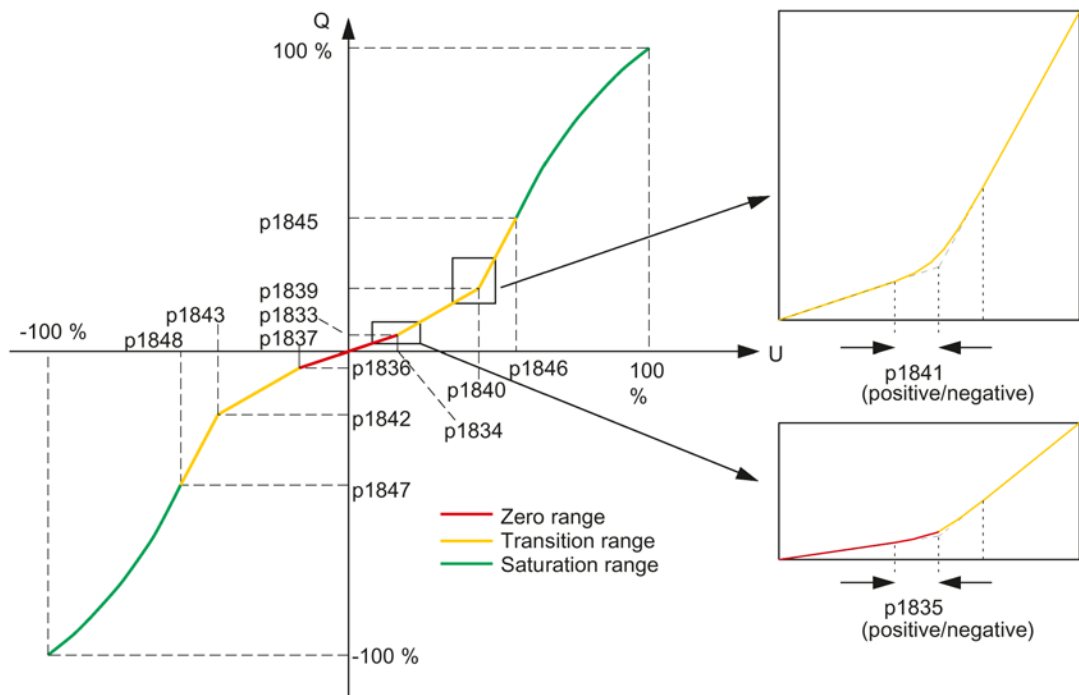 Q
100 %
p1845
p1839
p1833
p1843
-100 %
p1848
p1837
U
p1836
p1846
100
%
p1840
p1834
p1842
p1847
Zero range
Transition range
Saturation range
-100 %
p1841
(positive/negative)
p1835
(positive/negative)